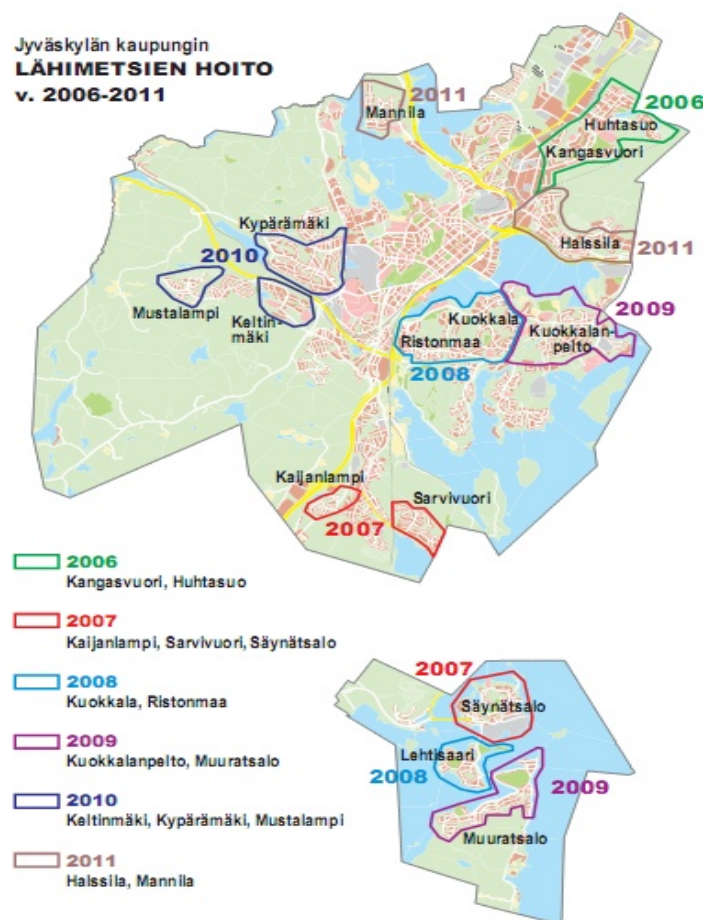 Jyväskylän kaupungin
LÄHIMETSIEN HOITO
v. 2006-2011
2011
Mannila
2006
Huhtasuo
Kangasvuori
Kypärämäki
2010
Halssila
2011
Mustalampi
Keltin-
mäki
2009
Kuokkala
Ristonmaa
Kuokkalan-
pelto
2008
Kaijanlampi
Sarvivuori
2007
2006
Kangasvuori, Huhtasuo
2007
Kaijanlampi, Sarvivuori, Säynätsalo
2008
Kuokkala, Ristonmaa
2009
Kuokkalanpelto, Muuratsalo
2010
Keltinmäki, Kypärämäki, Mustalampi
2011
Halssila, Mannila
2007
Säynätsalo
Lehtisaari
2008
2009
Muuratsalo